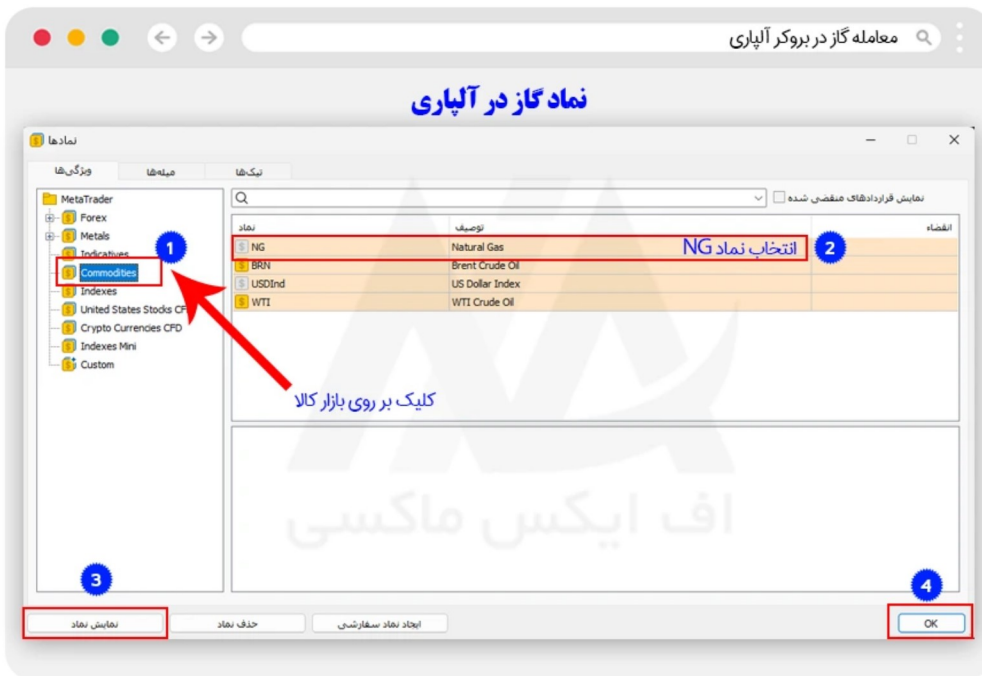 معامله گاز در بروکر آلپاری
نماد گاز در آلپاری
نمادها
ویژگی‌ها
میله‌ها
تیک‌ها
MetaTrader
Forex
Metals
Indicatives
Commodities
Indexes
United States Stocks CF
Crypto Currencies CFD
Indexes Mini
Custom
1
نمایش قراردادهای منقضی شده
نماد توصیف انقضاء
NG Natural Gas
انتخاب نماد NG
2
BRN Brent Crude Oil
USDInd US Dollar Index
WTI WTI Crude Oil
کلیک بر روی بازار کالا
اف ایکس ماکسی
3
4
نمایش نماد
حذف نماد
ایجاد نماد سفارشی
OK